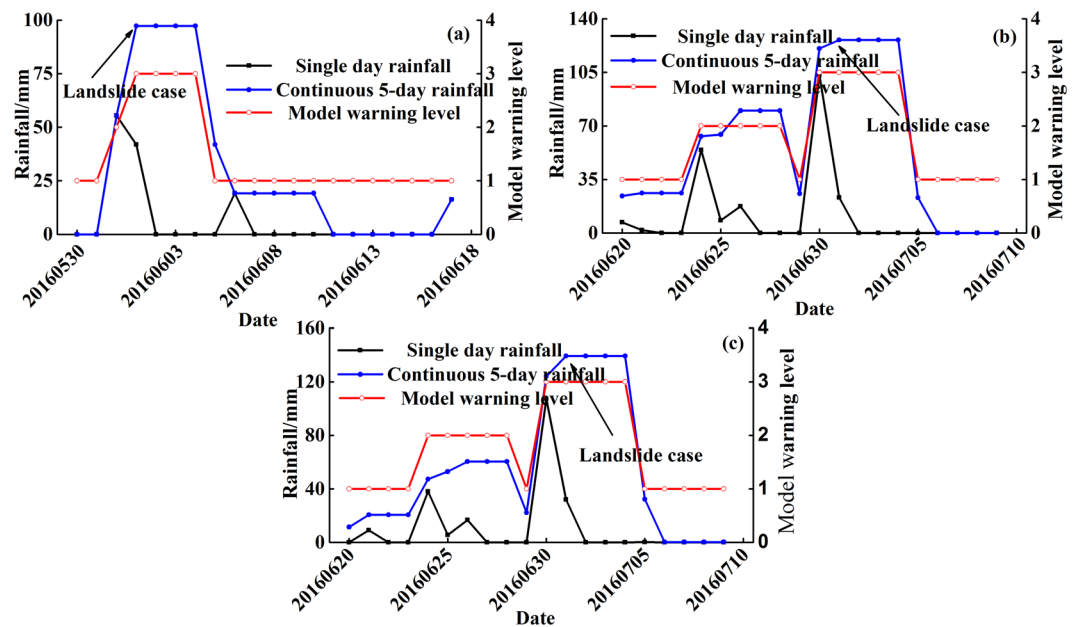 (a)
100
75
50
25
0
Rainfall/mm
4
3
2
1
0
Model warning level
Single day rainfall
Continuous 5-day rainfall
Model warning level
Landslide case
20160530
20160603
20160608
20160613
20160618
Date
(b)
140
105
70
35
0
Rainfall/mm
4
3
2
1
0
Model warning level
Single day rainfall
Continuous 5-day rainfall
Model warning level
Landslide case
20160620
20160625
20160630
20160705
20160710
Date
(c)
160
120
80
40
0
Rainfall/mm
4
3
2
1
0
Model warning level
Single day rainfall
Continuous 5-day rainfall
Model warning level
Landslide case
20160620
20160625
20160630
20160705
20160710
Date